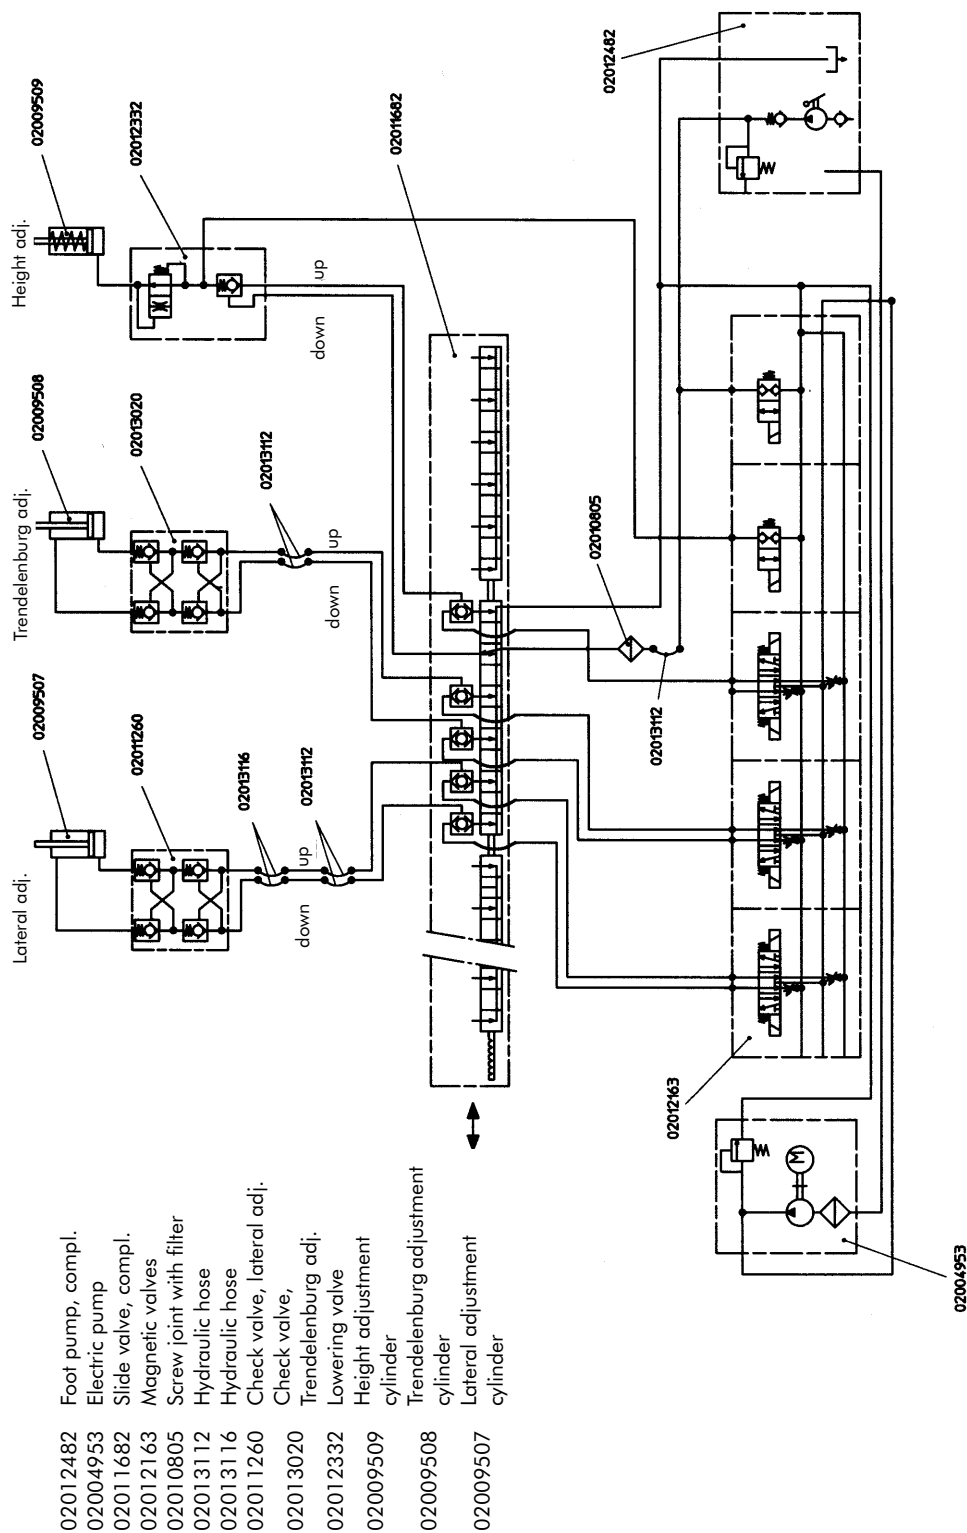 Lateral adj.
Trendelenburg adj.
Height adj.
02009507
02009508
02009509
02011260
02013020
02012332
02013116
02013112
02013112
02011682
down
up
down
up
down
up
02013112
02010805
02012482
02012163
02004953
M
02012482 Foot pump, compl.
02004953 Electric pump
02011682 Slide valve, compl.
02012163 Magnetic valves
02010805 Screw joint with filter
02013112 Hydraulic hose
02013116 Hydraulic hose
02011260 Check valve, lateral adj.
Check valve,
02013020 Trendelenburg adj.
02012332 Lowering valve
02009509 Height adjustment
cylinder
02009508 Trendelenburg adjustment
cylinder
02009507 Lateral adjustment
cylinder